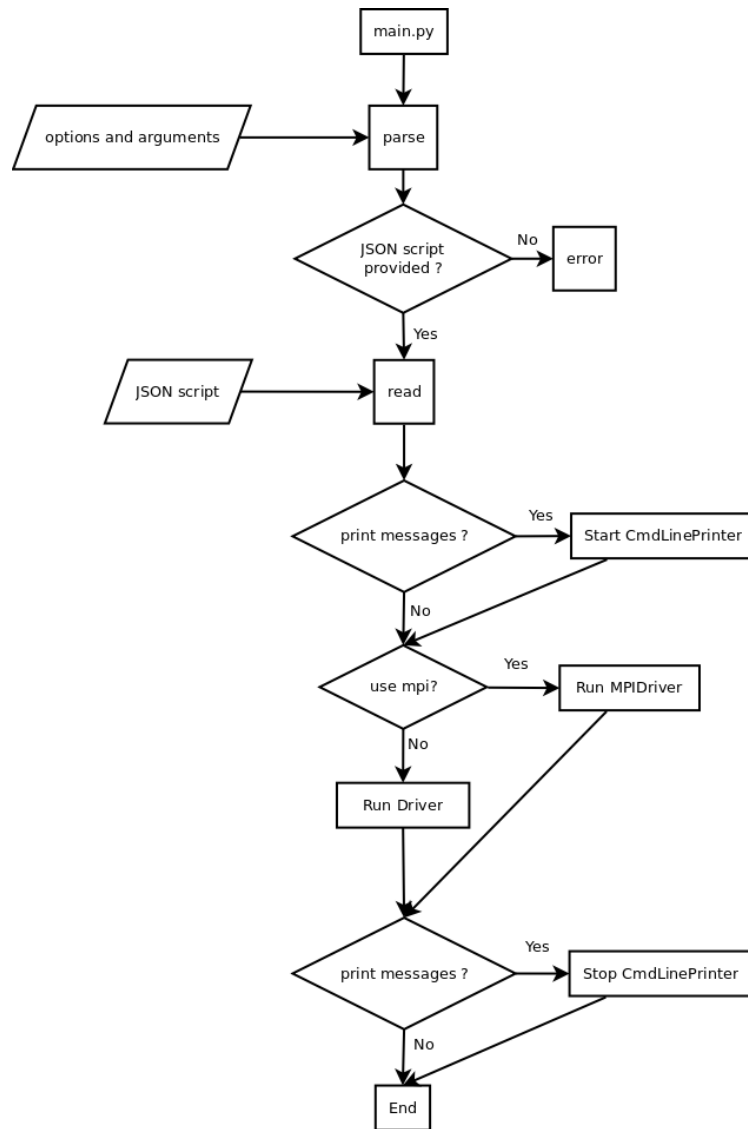 main.py
options and arguments
parse
JSON script
provided ?
No
error
Yes
JSON script
read
print messages ?
Yes
Start CmdLinePrinter
No
use mpi?
Yes
Run MPIDriver
No
Run Driver
print messages ?
Yes
Stop CmdLinePrinter
No
End